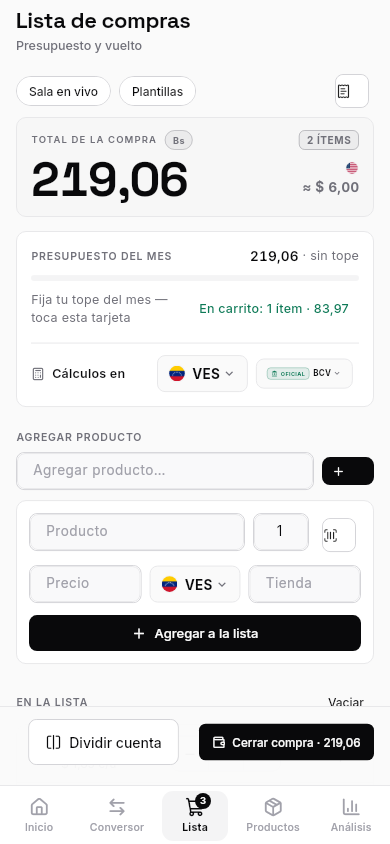 Lista de compras
Presupuesto y vuelto
Sala en vivo
Plantillas
TOTAL DE LA COMPRA
Bs
2 ÍTEMS
219,06
≈ $ 6,00
PRESUPUESTO DEL MES
219,06 · sin tope
Fija tu tope del mes —
toca esta tarjeta
En carrito: 1 ítem · 83,97
Cálculos en
VES
OFICIAL
BCV
AGREGAR PRODUCTO
Agregar producto...
+
Producto
1
Precio
VES
Tienda
+ Agregar a la lista
EN LA LISTA
Vaciar
Dividir cuenta
Cerrar compra · 219,06
3
Inicio
Conversor
Lista
Productos
Análisis